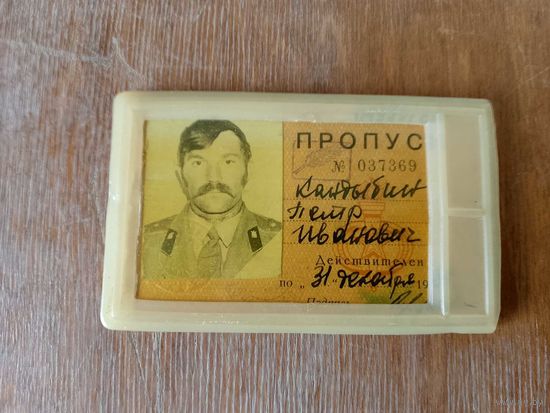 ПРОПУС
№ 037369
Кандыбин
Петр
Иванович
Действителен
по „ 31 " декабря 19